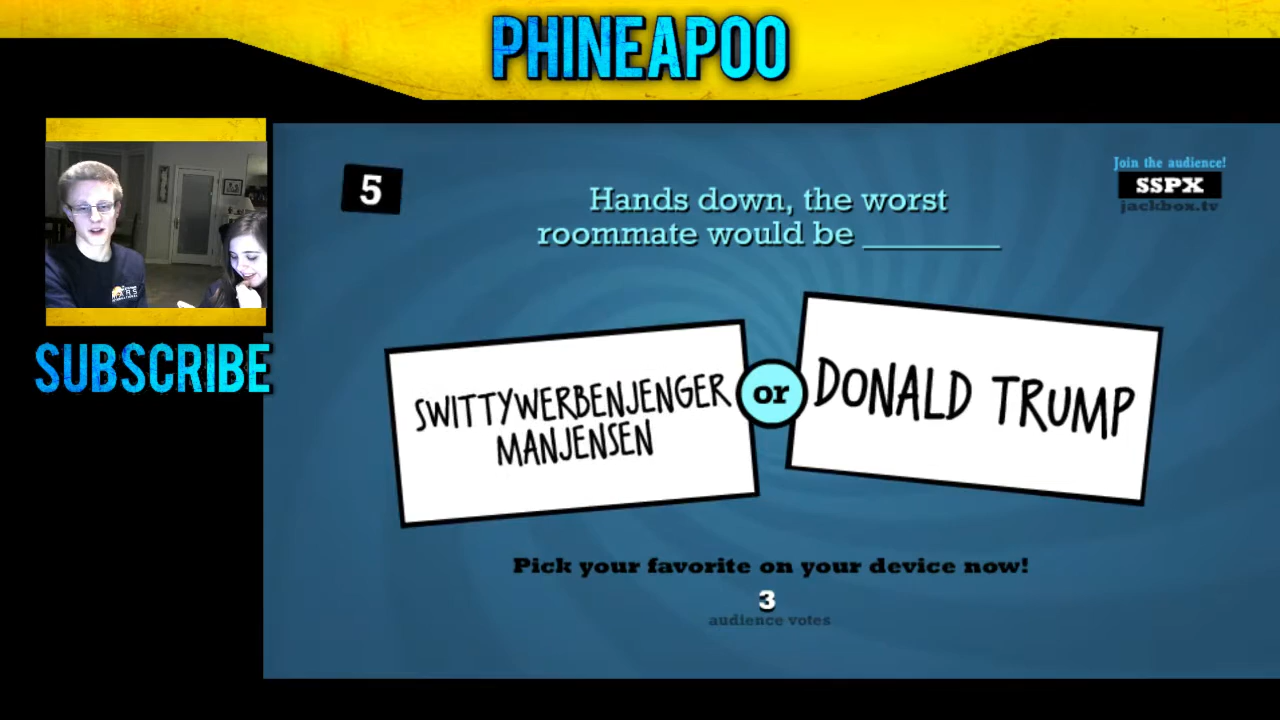 PHINEAPOO
Join the audience!
SSPX
jackbox.tv
5
Hands down, the worst
roommate would be ________
SWITTYWERBENJENGER
MANJENSEN
or
DONALD TRUMP
SUBSCRIBE
Pick your favorite on your device now!
3
audience votes